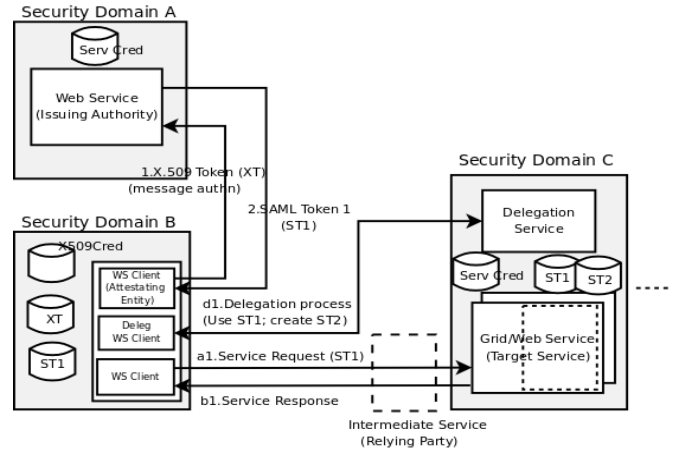 Security Domain A
Serv Cred
Web Service
(Issuing Authority)
1.X.509 Token (XT)
(message authn)
2.SAML Token 1
(ST1)
Security Domain B
X509Cred
XT
ST1
WS Client
(Attestating
Entity)
Deleg
WS Client
WS Client
d1.Delegation process
(Use ST1; create ST2)
a1.Service Request (ST1)
b1.Service Response
Intermediate Service
(Relying Party)
Security Domain C
Delegation
Service
Serv Cred
ST1
ST2
Grid/Web Service
(Target Service)